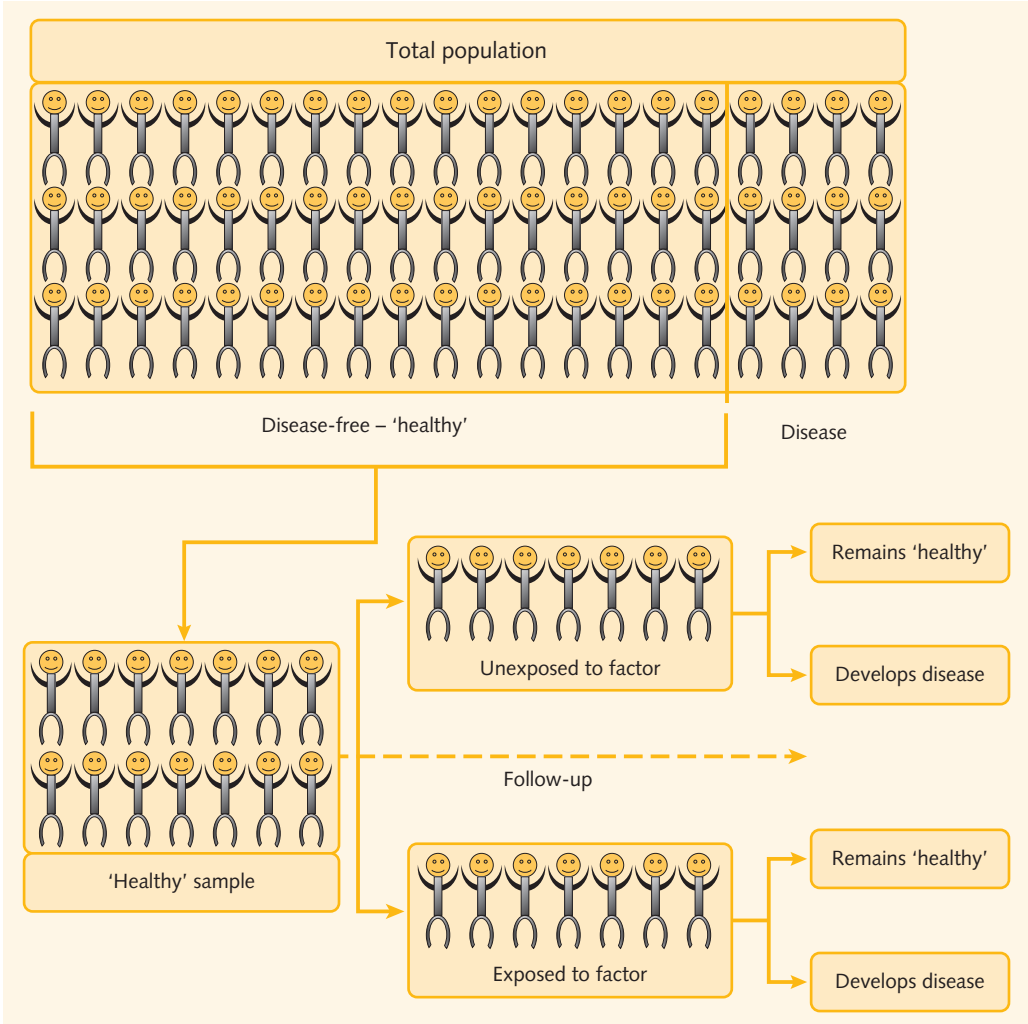 Total population
Disease-free – ‘healthy’
Disease
Remains ‘healthy’
Unexposed to factor
Develops disease
Follow-up
‘Healthy’ sample
Remains ‘healthy’
Exposed to factor
Develops disease